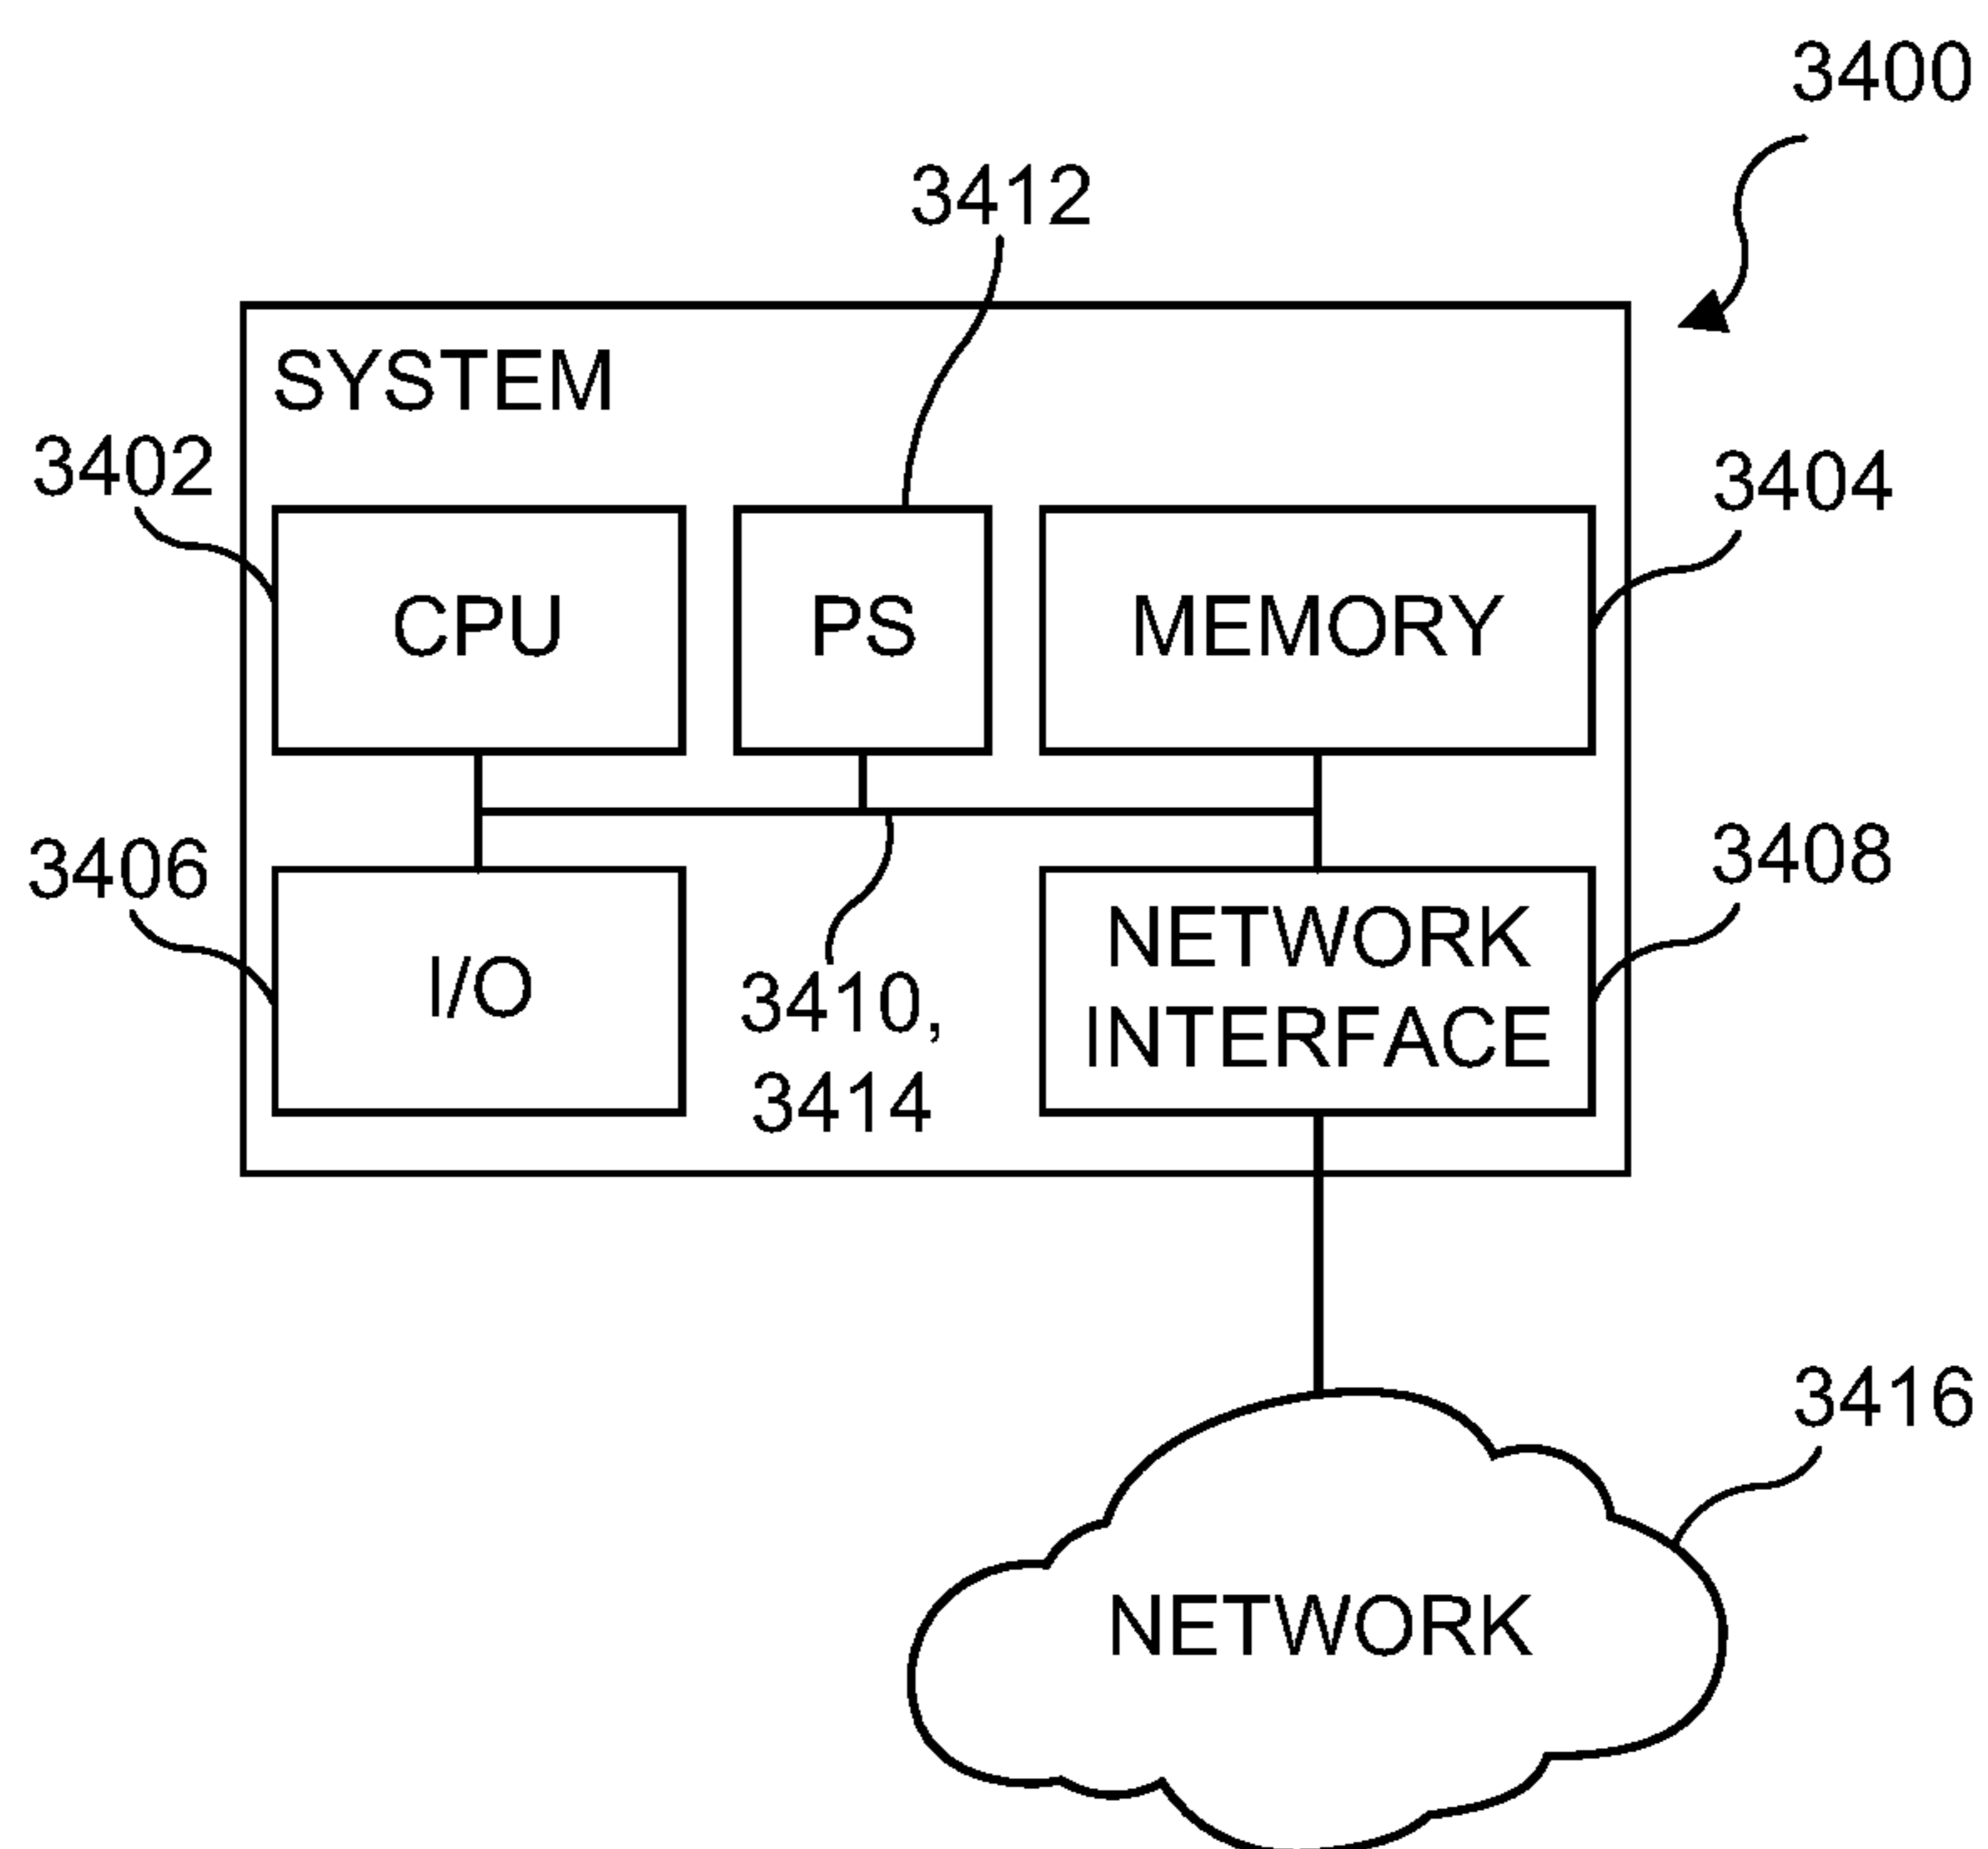 3400
3412
SYSTEM
3402
3404
CPU
PS
MEMORY
3406
3408
I/O
NETWORK
INTERFACE
3410,
3414
3416
NETWORK